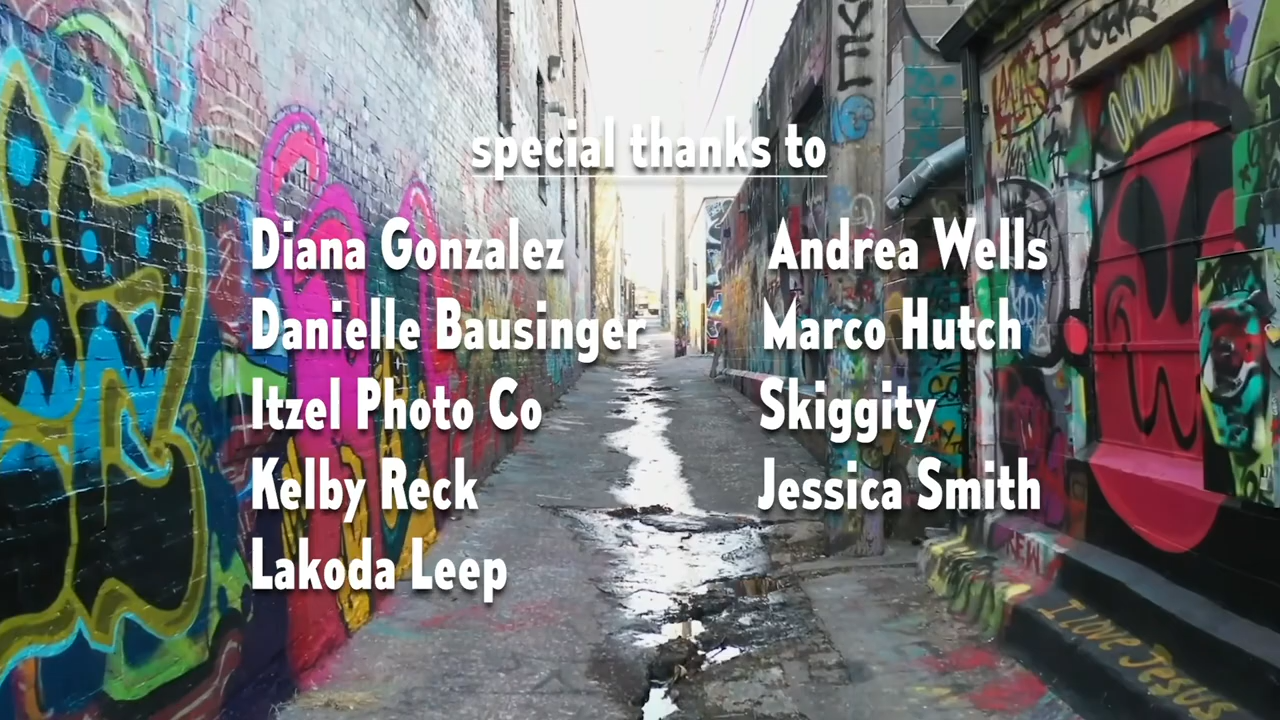 special thanks to
Diana Gonzalez
Danielle Bausinger
Itzel Photo Co
Kelby Reck
Lakoda Leep
Andrea Wells
Marco Hutch
Skiggity
Jessica Smith
I LOVE JESUS